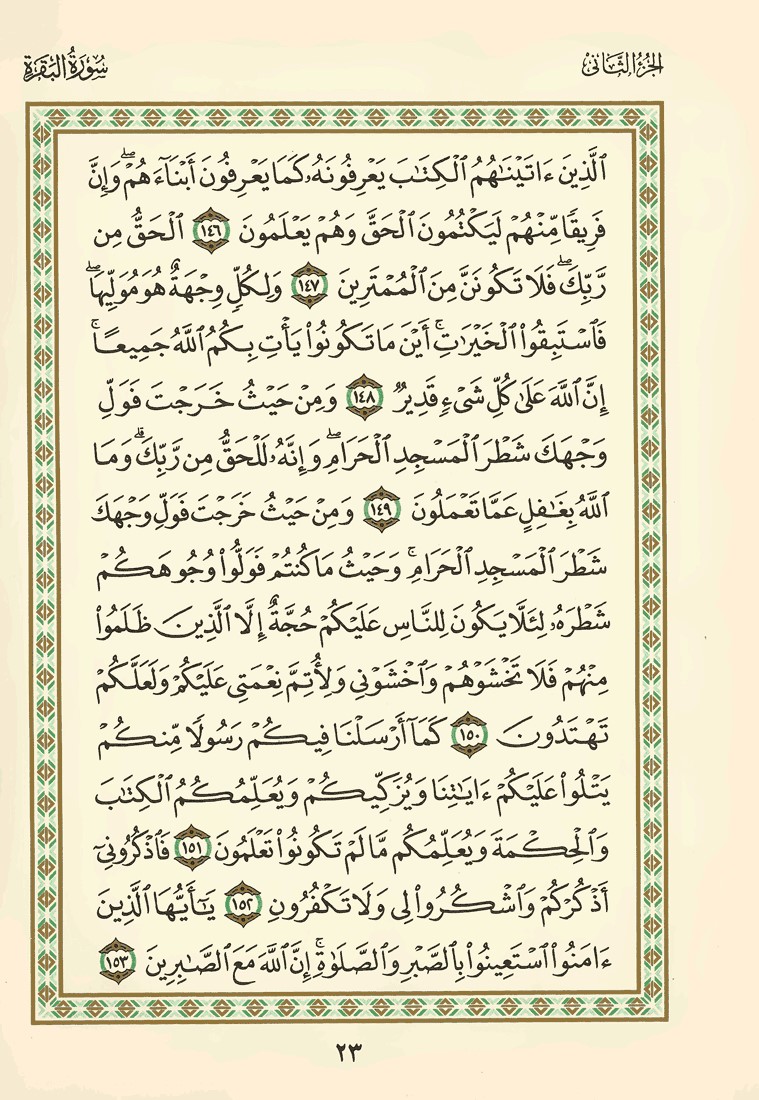 الجزء الثاني
سورة البقرة
ٱلَّذِينَ ءَاتَيْنَٰهُمُ ٱلْكِتَٰبَ يَعْرِفُونَهُۥ كَمَا يَعْرِفُونَ أَبْنَآءَهُمْ ۖ وَإِنَّ
فَرِيقًا مِّنْهُمْ لَيَكْتُمُونَ ٱلْحَقَّ وَهُمْ يَعْلَمُونَ ١٤٦ ٱلْحَقُّ مِن
رَّبِّكَ ۖ فَلَا تَكُونَنَّ مِنَ ٱلْمُمْتَرِينَ ١٤٧ وَلِكُلٍّ وِجْهَةٌ هُوَ مُوَلِّيهَا ۖ
فَٱسْتَبِقُوا۟ ٱلْخَيْرَٰتِ ۚ أَيْنَ مَا تَكُونُوا۟ يَأْتِ بِكُمُ ٱللَّهُ جَمِيعًا ۚ
إِنَّ ٱللَّهَ عَلَىٰ كُلِّ شَىْءٍ قَدِيرٌ ١٤٨ وَمِنْ حَيْثُ خَرَجْتَ فَوَلِّ
وَجْهَكَ شَطْرَ ٱلْمَسْجِدِ ٱلْحَرَامِ ۖ وَإِنَّهُۥ لَلْحَقُّ مِن رَّبِّكَ ۗ وَمَا
ٱللَّهُ بِغَٰفِلٍ عَمَّا تَعْمَلُونَ ١٤٩ وَمِنْ حَيْثُ خَرَجْتَ فَوَلِّ وَجْهَكَ
شَطْرَ ٱلْمَسْجِدِ ٱلْحَرَامِ ۚ وَحَيْثُ مَا كُنتُمْ فَوَلُّوا۟ وُجُوهَكُمْ
شَطْرَهُۥ لِئَلَّا يَكُونَ لِلنَّاسِ عَلَيْكُمْ حُجَّةٌ إِلَّا ٱلَّذِينَ ظَلَمُوا۟
مِنْهُمْ فَلَا تَخْشَوْهُمْ وَٱخْشَوْنِى وَلِأُتِمَّ نِعْمَتِى عَلَيْكُمْ وَلَعَلَّكُمْ
تَهْتَدُونَ ١٥٠ كَمَآ أَرْسَلْنَا فِيكُمْ رَسُولًا مِّنكُمْ
يَتْلُوا۟ عَلَيْكُمْ ءَايَٰتِنَا وَيُزَكِّيكُمْ وَيُعَلِّمُكُمُ ٱلْكِتَٰبَ
وَٱلْحِكْمَةَ وَيُعَلِّمُكُم مَّا لَمْ تَكُونُوا۟ تَعْلَمُونَ ١٥١ فَٱذْكُرُونِىٓ
أَذْكُرْكُمْ وَٱشْكُرُوا۟ لِى وَلَا تَكْفُرُونِ ١٥٢ يَٰٓأَيُّهَا ٱلَّذِينَ
ءَامَنُوا۟ ٱسْتَعِينُوا۟ بِٱلصَّبْرِ وَٱلصَّلَوٰةِ ۚ إِنَّ ٱللَّهَ مَعَ ٱلصَّٰبِرِينَ ١٥٣
٢٣